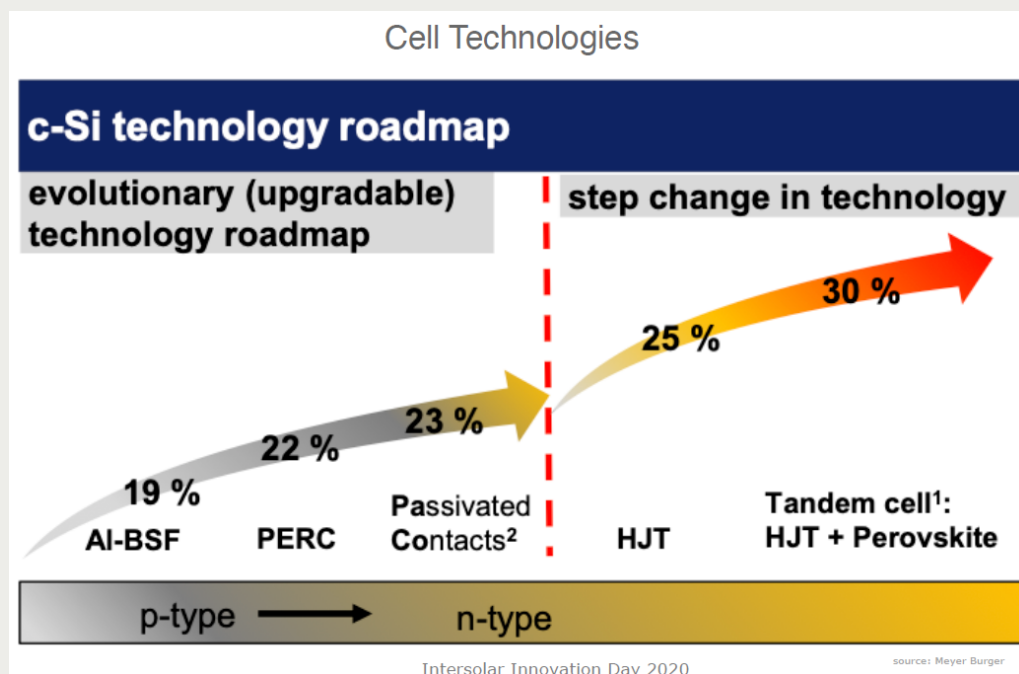 Cell Technologies
c-Si technology roadmap
evolutionary (upgradable)
technology roadmap
step change in technology
19 %
22 %
23 %
25 %
30 %
Al-BSF
PERC
Passivated
Contacts²
HJT
Tandem cell¹:
HJT + Perovskite
p-type
n-type
Intersolar Innovation Day 2020
source: Meyer Burger